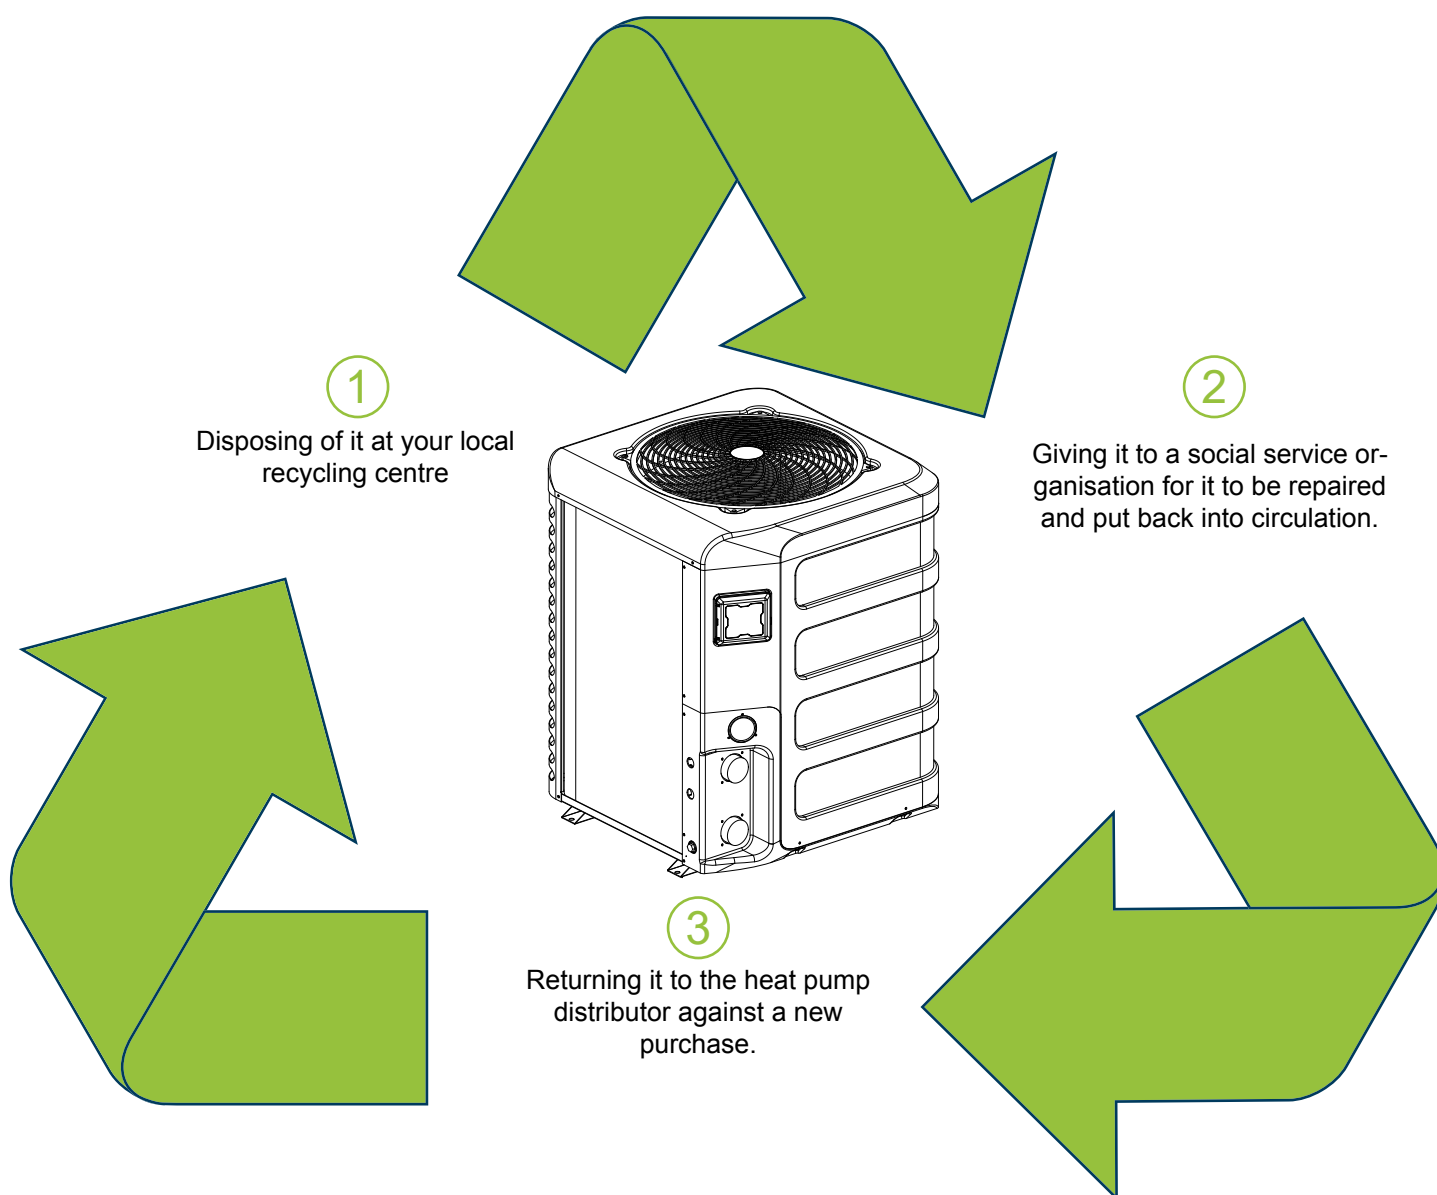 1
Disposing of it at your local
recycling centre
2
Giving it to a social service or-
ganisation for it to be repaired
and put back into circulation.
3
Returning it to the heat pump
distributor against a new
purchase.